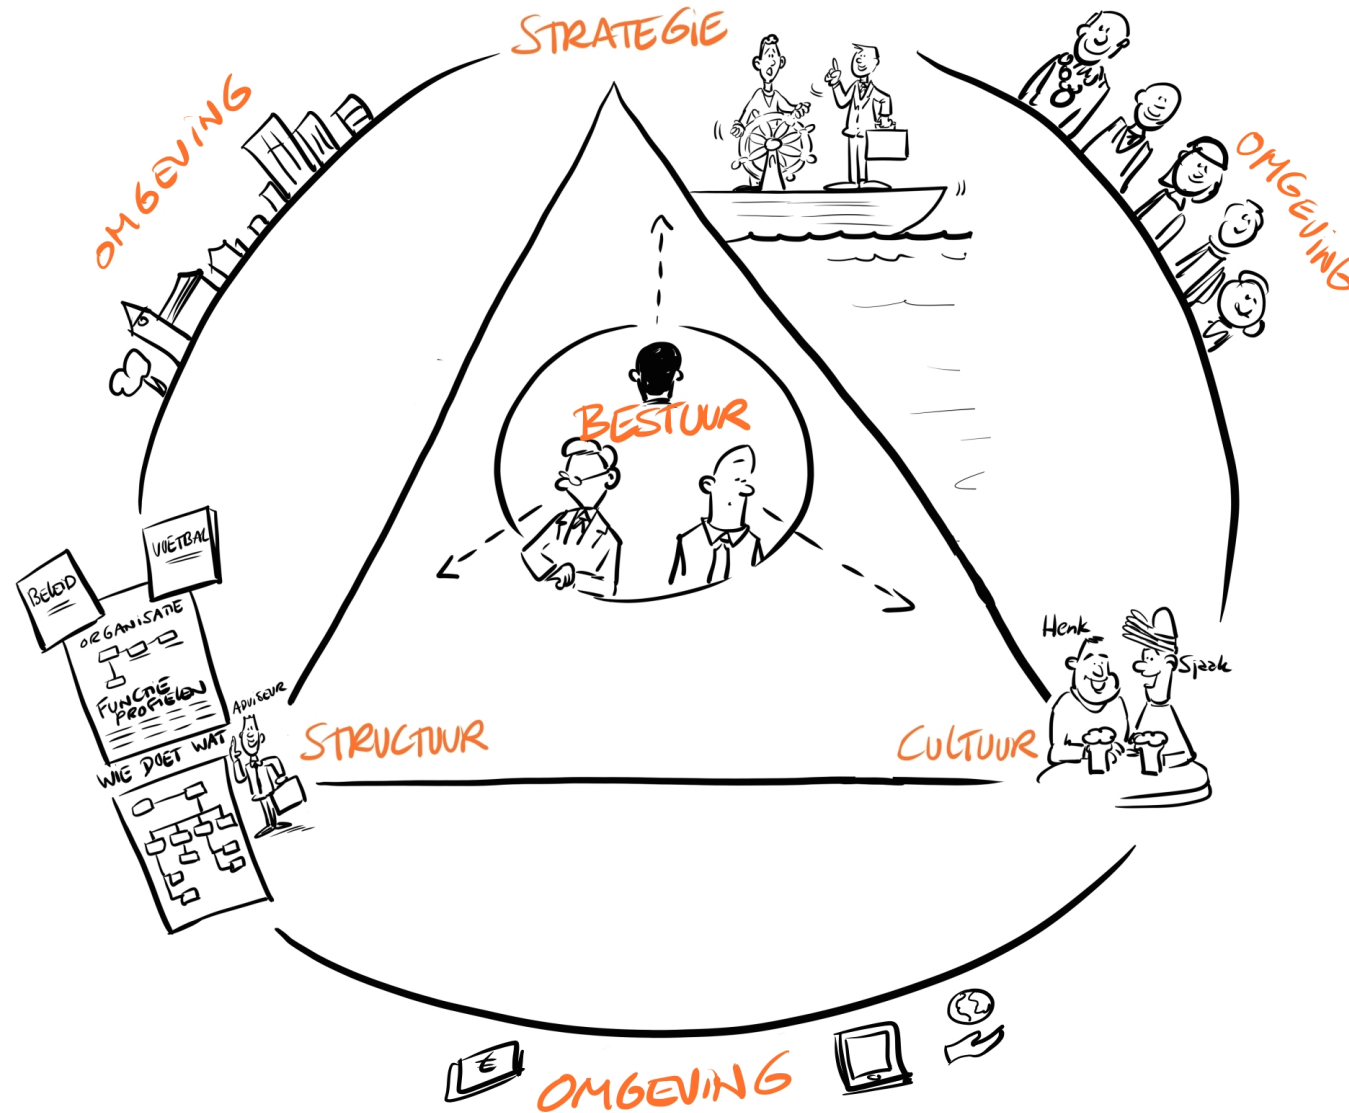 STRATEGIE
OMGEVING
OMGEVING
BESTUUR
VOETBAL
BELEID
ORGANISATIE
FUNCTIE
PROFIELEN
WIE DOET WAT
ADVISEUR
STRUCTUUR
CULTUUR
Henk
Sjaak
€
OMGEVING